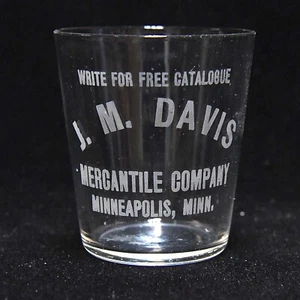 WRITE FOR FREE CATALOGUE
J. M. DAVIS
MERCANTILE COMPANY
MINNEAPOLIS, MINN.